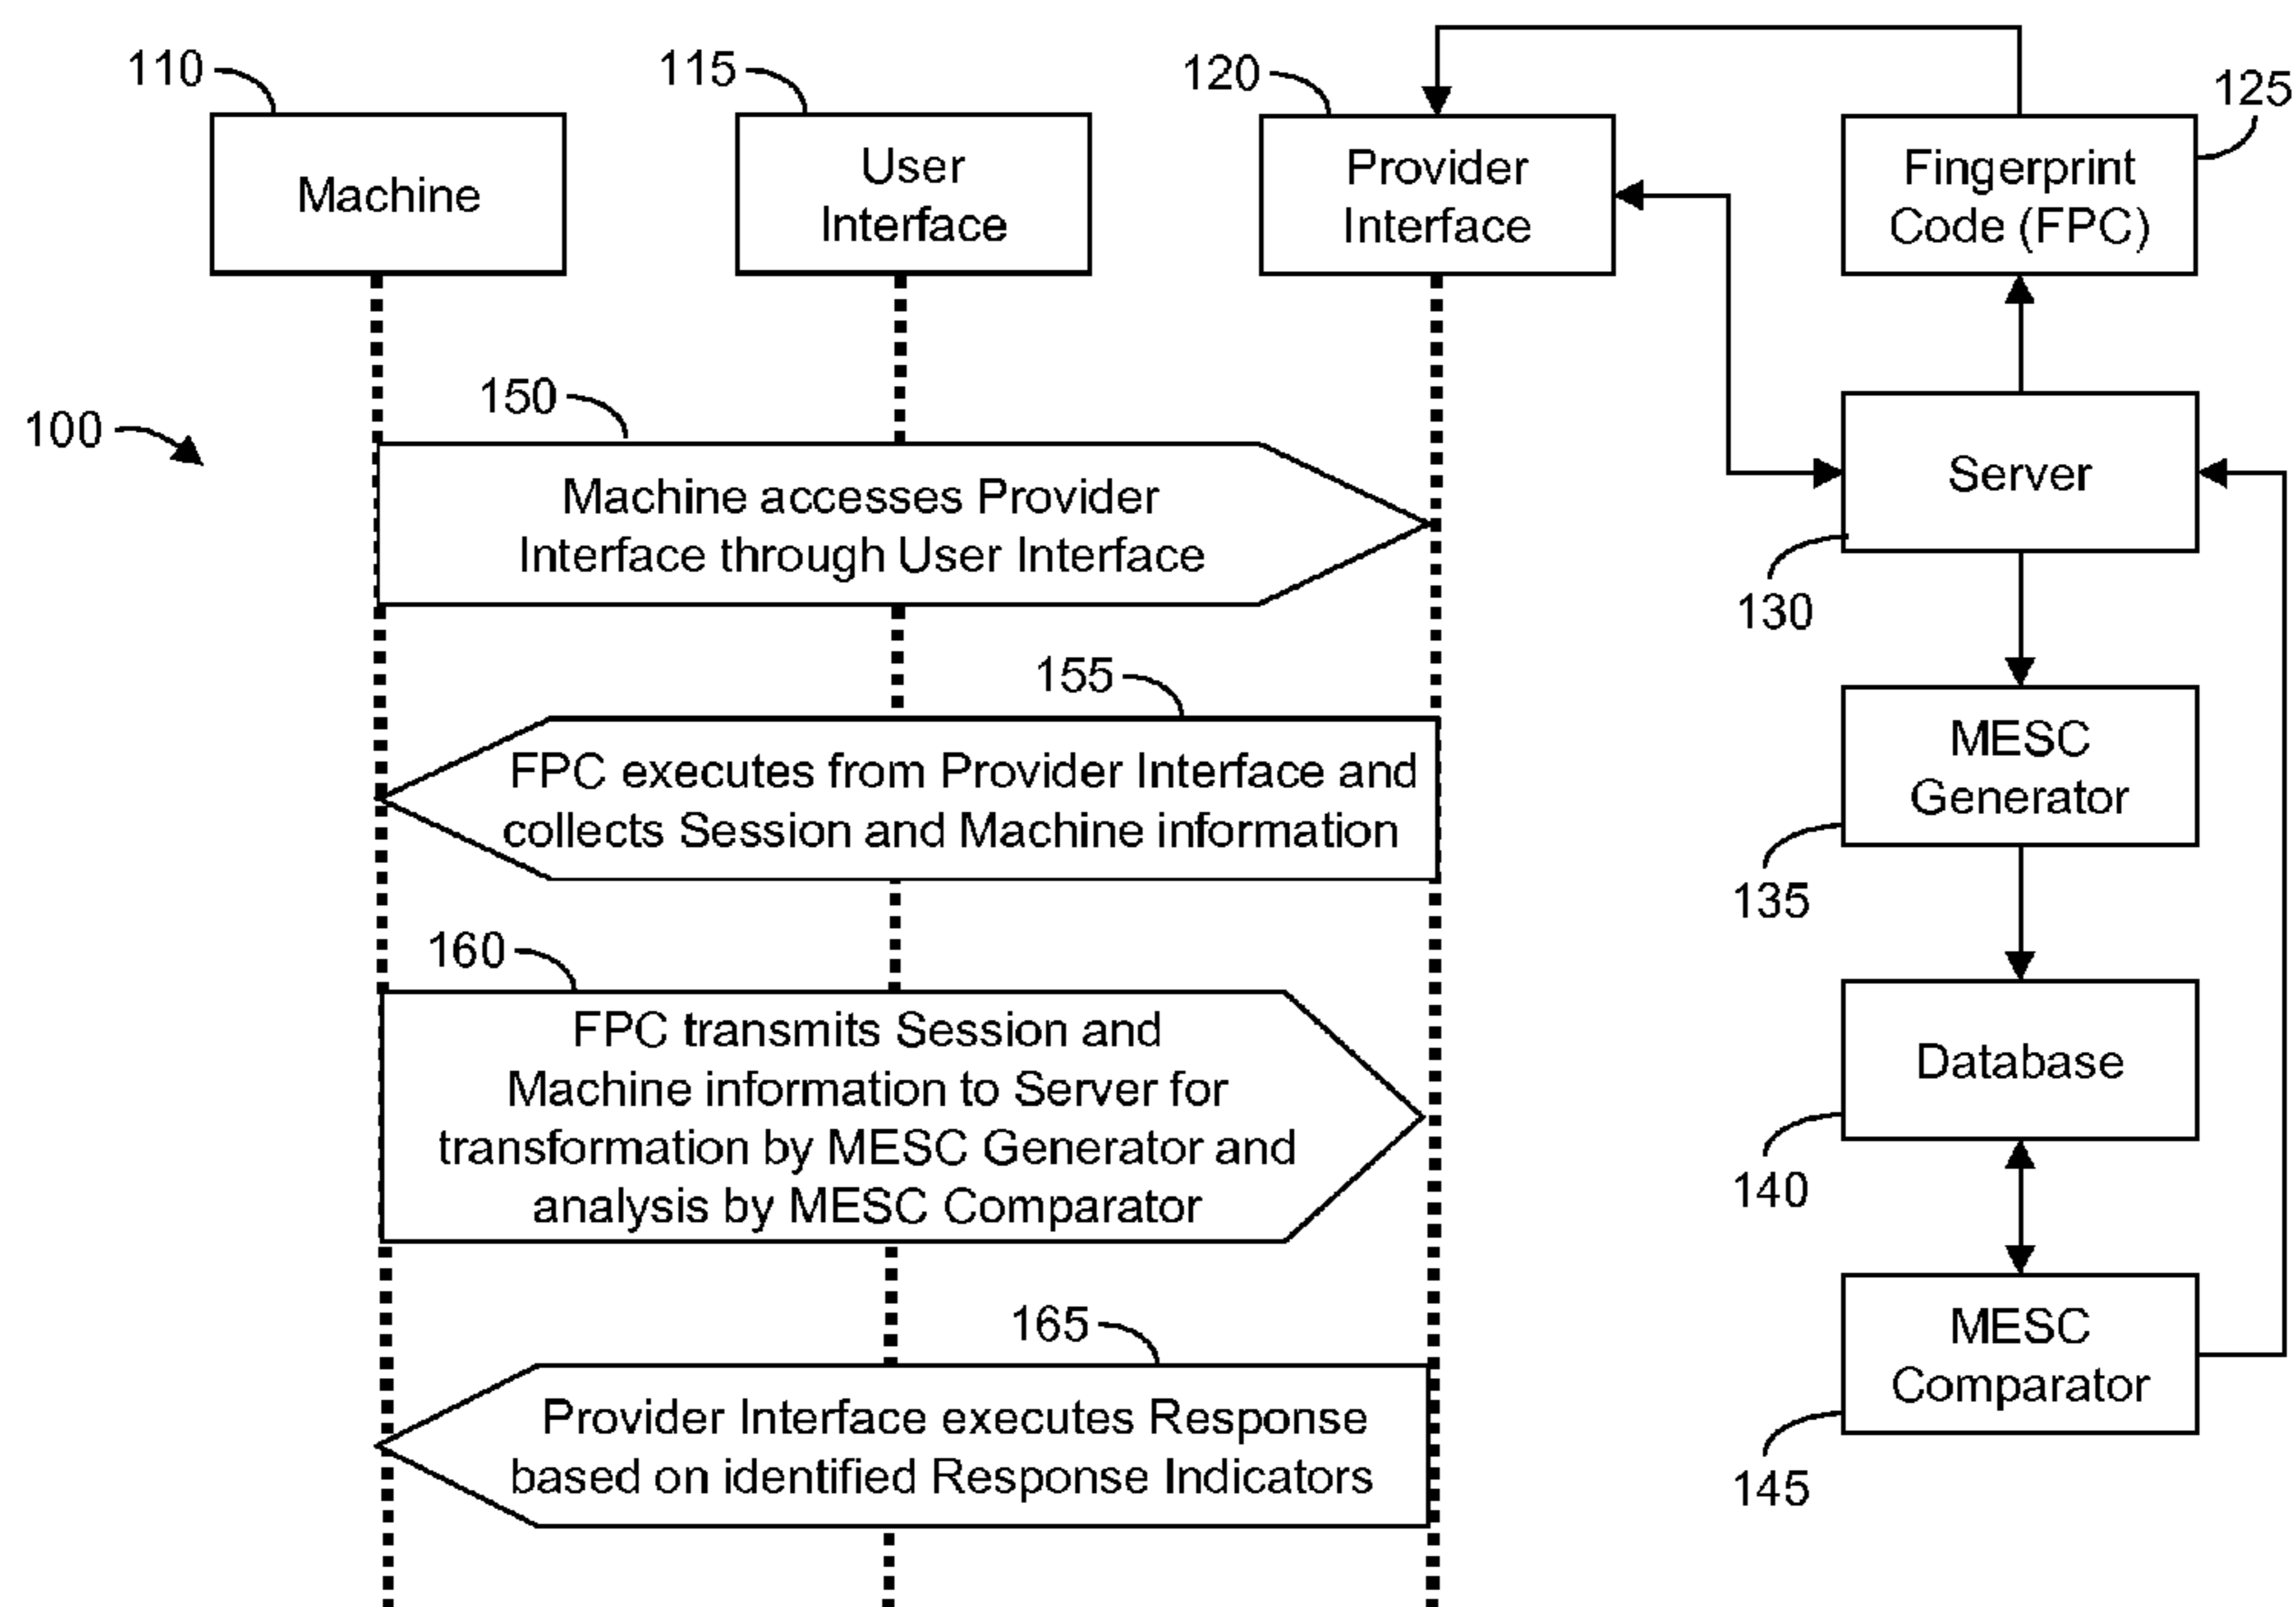 110
115
120
125
Machine
User
Interface
Provider
Interface
Fingerprint
Code (FPC)
100
150
Machine accesses Provider
Interface through User Interface
Server
130
155
FPC executes from Provider Interface and
collects Session and Machine information
MESC
Generator
135
160
FPC transmits Session and
Machine information to Server for
transformation by MESC Generator and
analysis by MESC Comparator
Database
140
165
Provider Interface executes Response
based on identified Response Indicators
MESC
Comparator
145